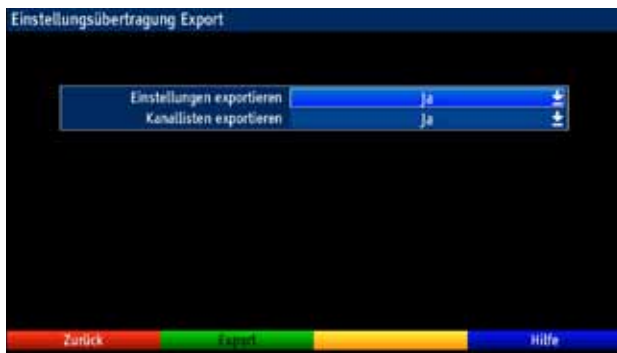 Einstellungsübertragung Export
Einstellungen exportieren Ja
Kanallisten exportieren Ja
Zurück Export Hilfe